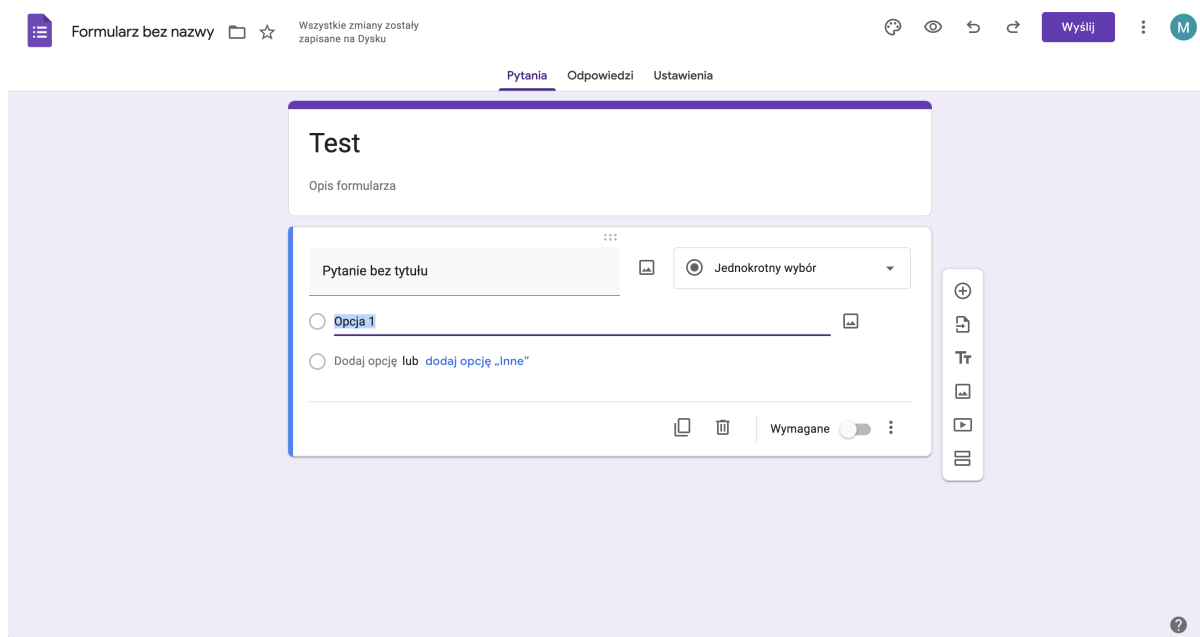 Formularz bez nazwy
Wszystkie zmiany zostały
zapisane na Dysku
Wyślij
M
Pytania Odpowiedzi Ustawienia
Test
Opis formularza
Pytanie bez tytułu
Jednokrotny wybór
Opcja 1
Dodaj opcję lub dodaj opcję „Inne”
Wymagane
Tт
?